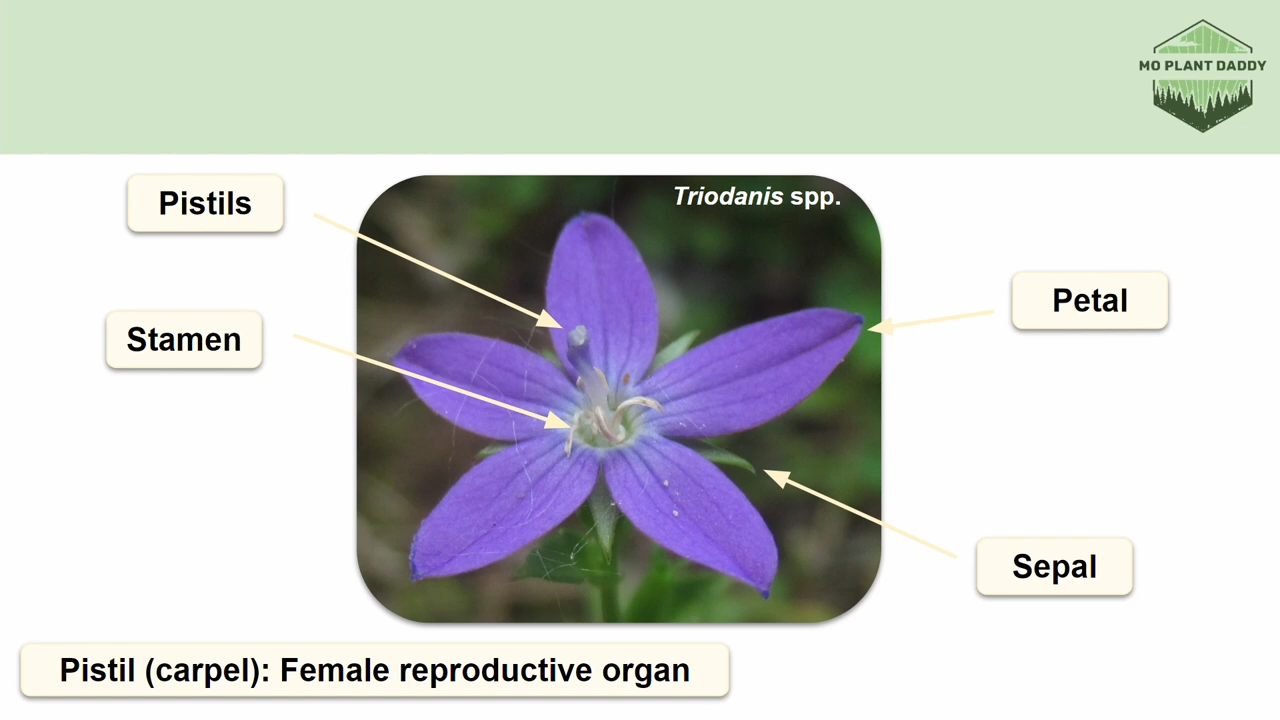 MO PLANT DADDY
Pistils
Triodanis spp.
Petal
Stamen
Sepal
Pistil (carpel): Female reproductive organ